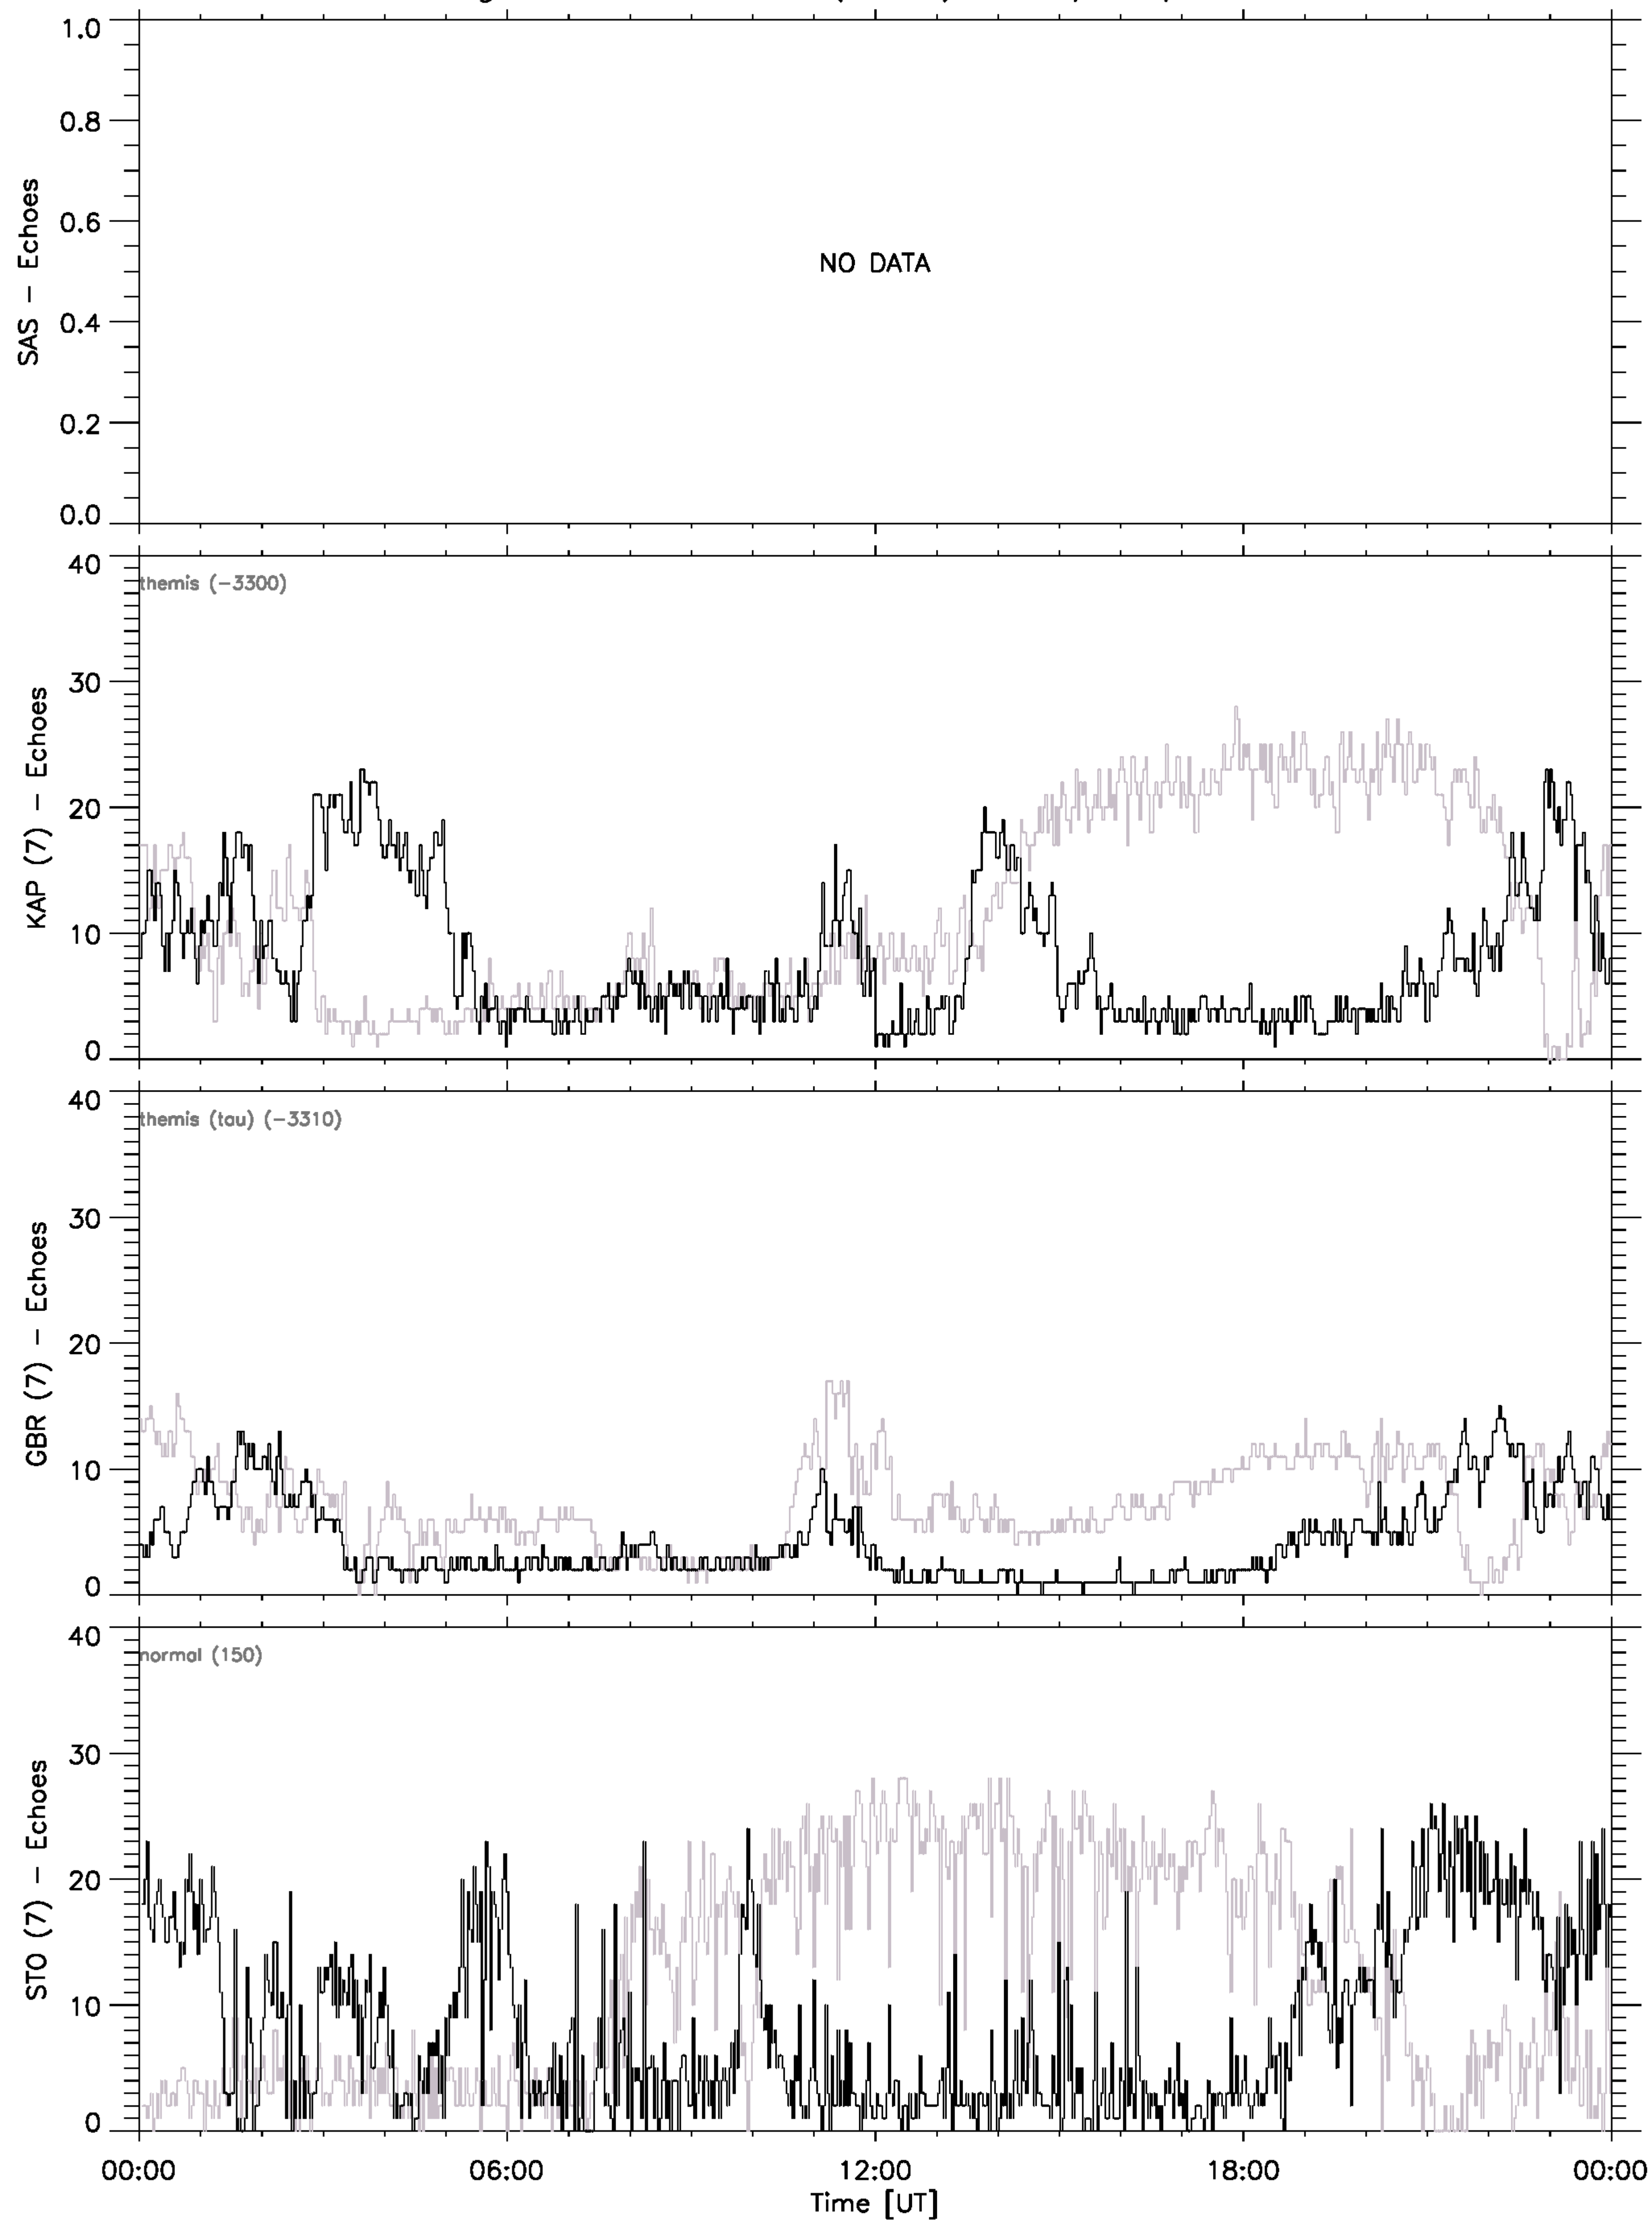 SAS - Echoes
1.0
0.8
0.6
0.4
0.2
0.0
NO DATA
KAP (7) - Echoes
40
30
20
10
0
themis (-3300)
GBR (7) - Echoes
40
30
20
10
0
themis (tau) (-3310)
STO (7) - Echoes
40
30
20
10
0
normal (150)
00:00 06:00 12:00 18:00 00:00
Time [UT]